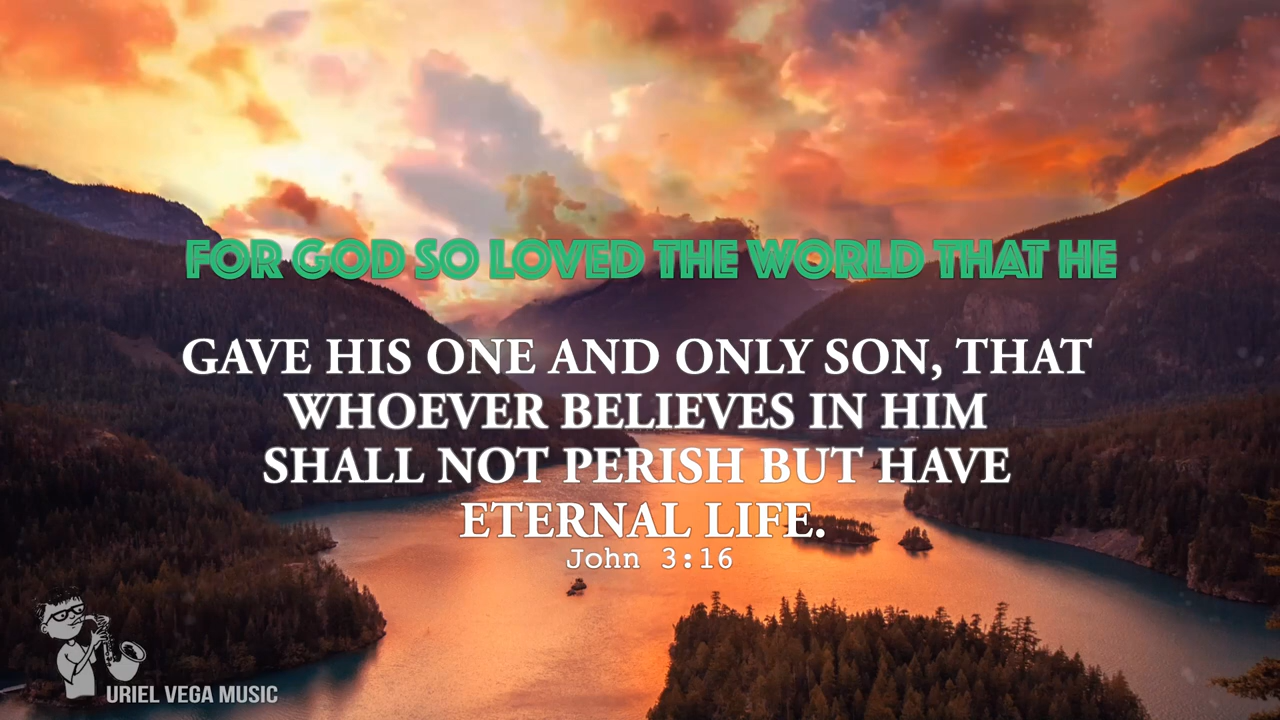 FOR GOD SO LOVED THE WORLD THAT HE
GAVE HIS ONE AND ONLY SON, THAT
WHOEVER BELIEVES IN HIM
SHALL NOT PERISH BUT HAVE
ETERNAL LIFE.
John 3:16
URIEL VEGA MUSIC